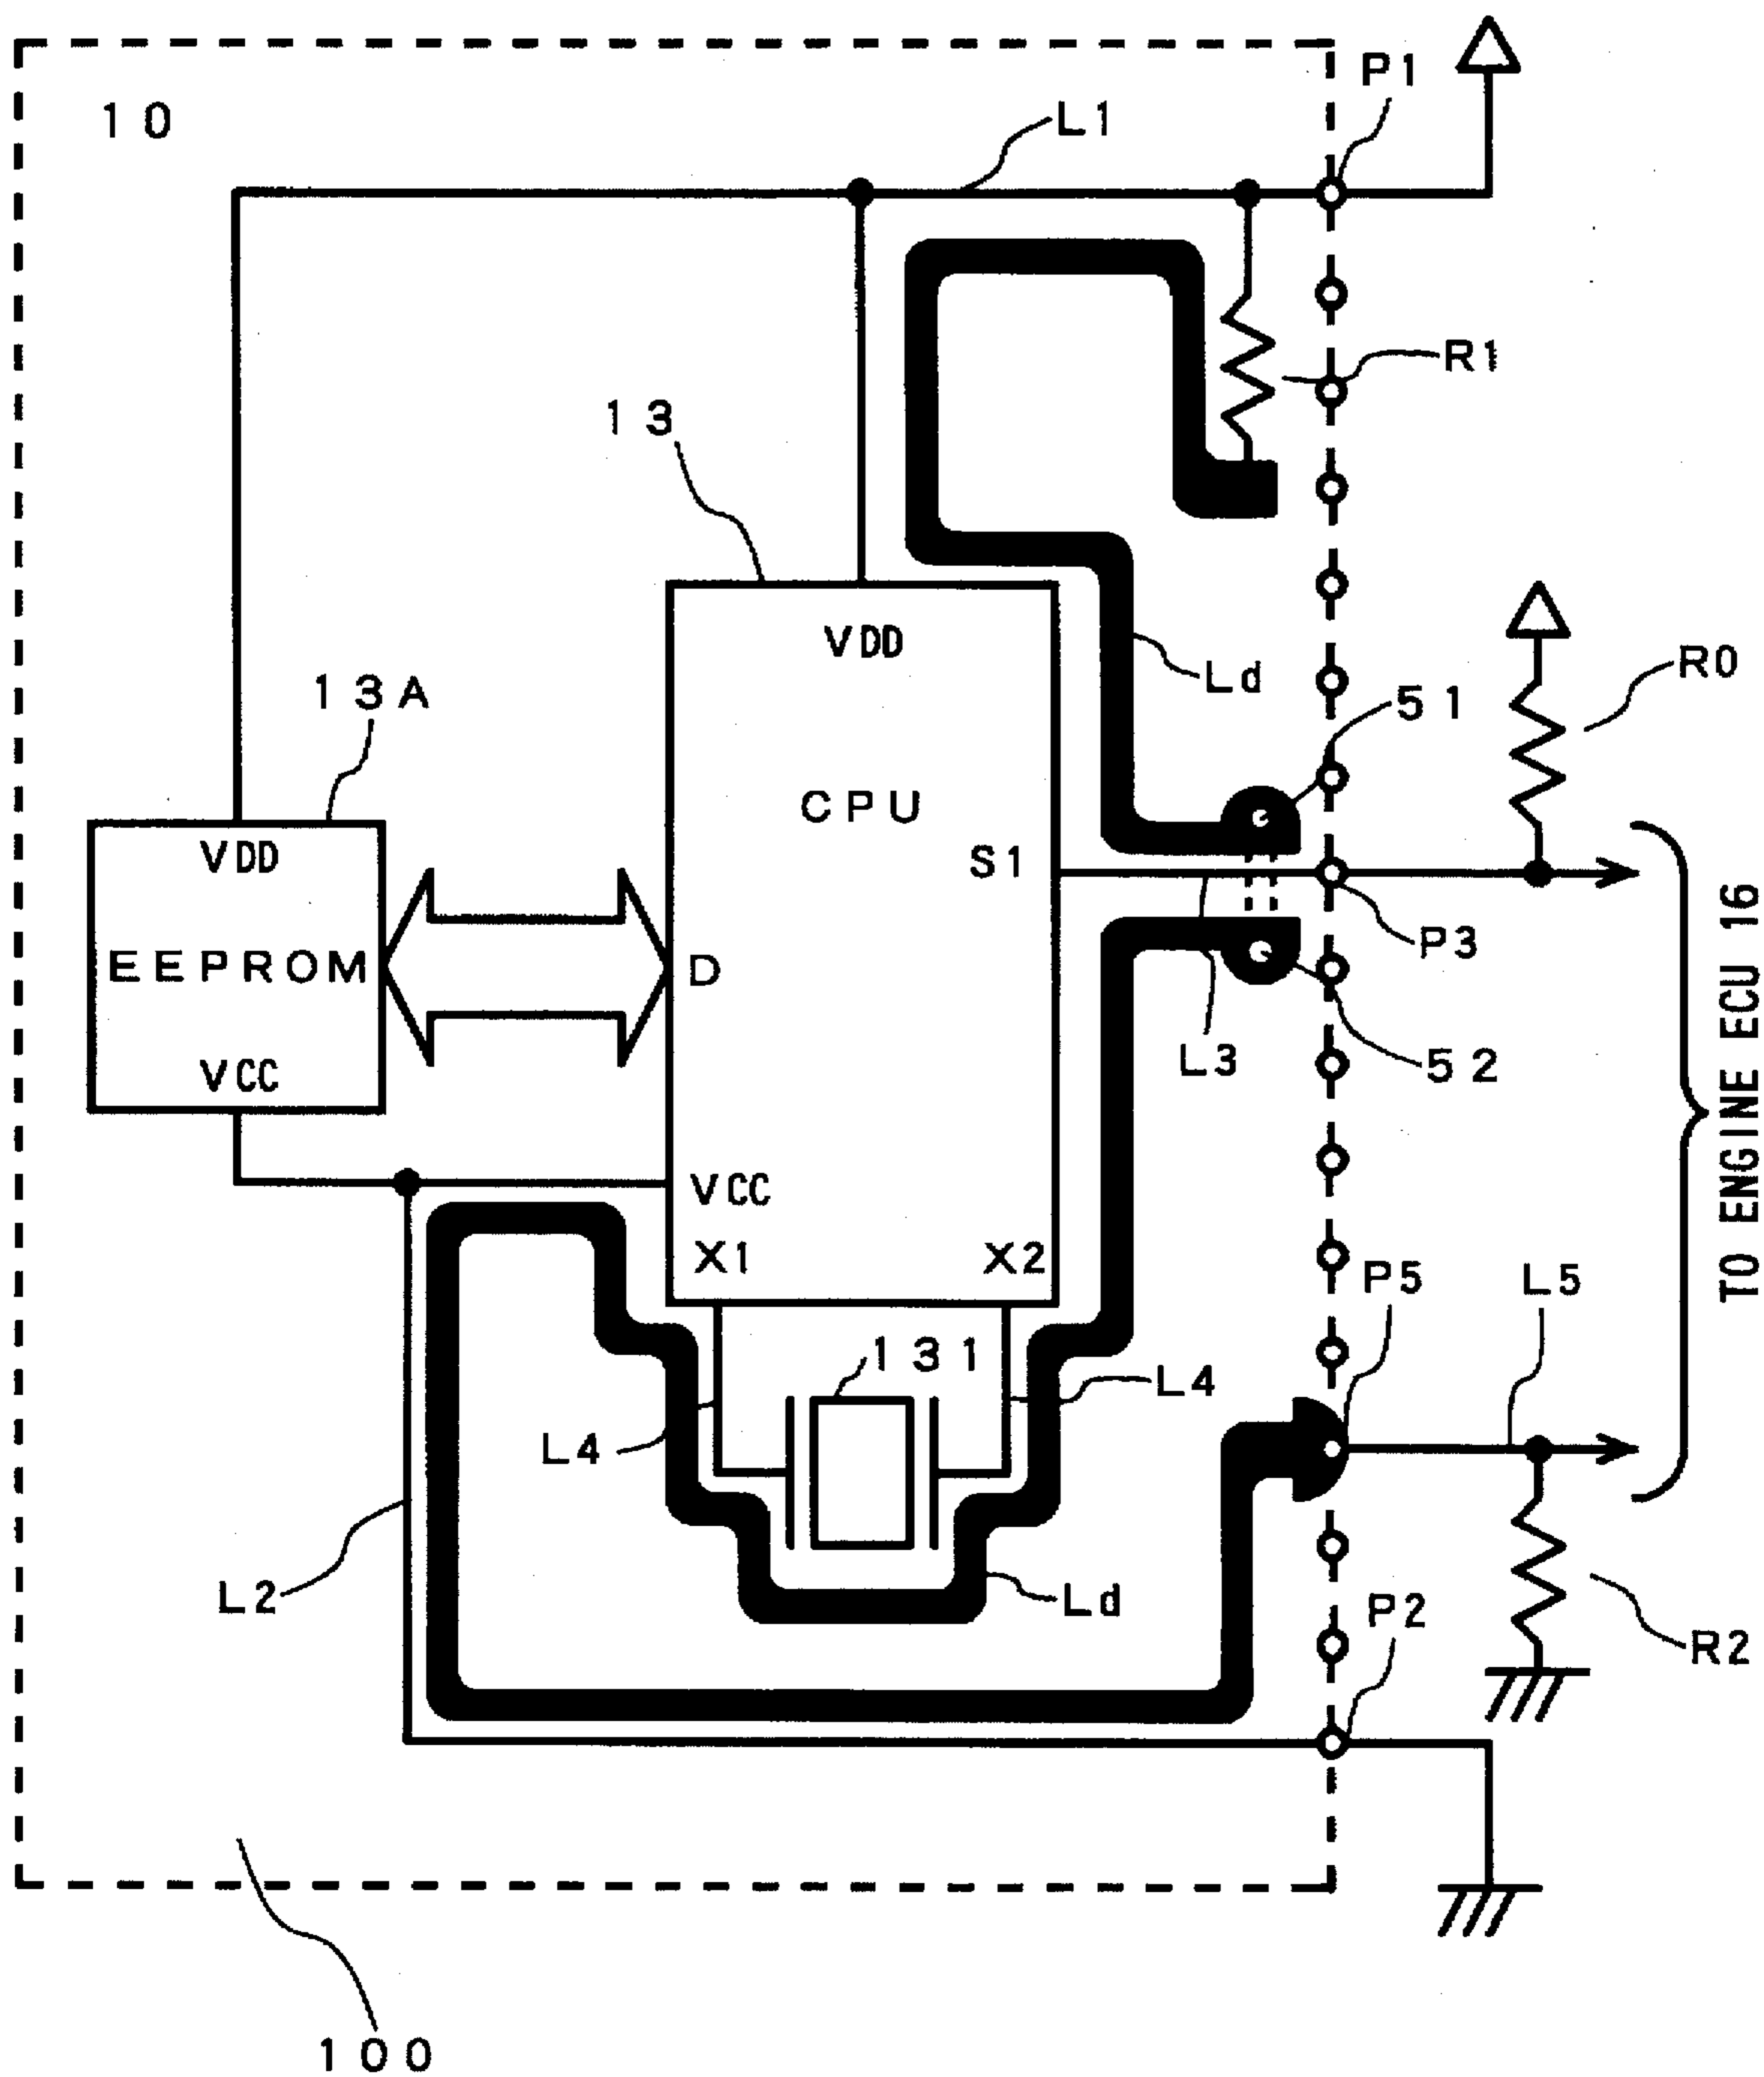 P1
10
L1
R1
13
VDD
Ld
R0
13A
51
VDD
CPU
S1
EEPROM
D
P3
VCC
L3
52
TO ENGINE ECU 16
VCC
X1
X2
P5
L5
131
L4
L4
L2
Ld
P2
R2
100